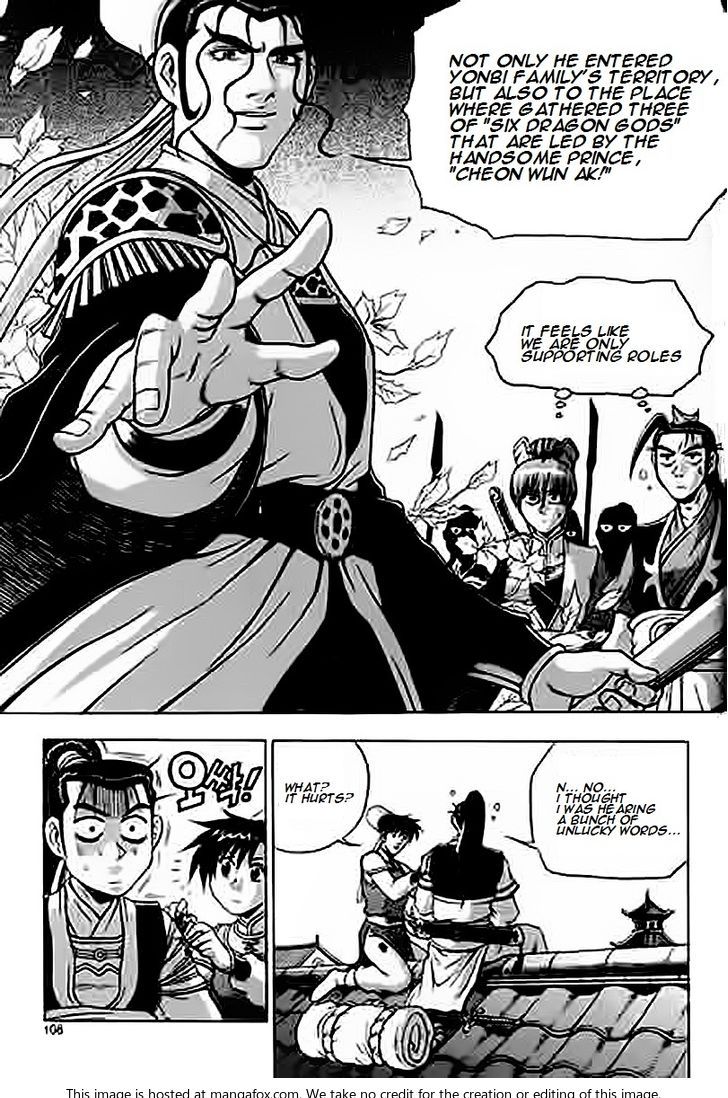 NOT ONLY HE ENTERED
YONBI FAMILY'S TERRITORY,
BUT ALSO TO THE PLACE
WHERE GATHERED THREE
OF "SIX DRAGON GODS"
THAT ARE LED BY THE
HANDSOME PRINCE,
"CHEON WUN AK!"
IT FEELS LIKE
WE ARE ONLY
SUPPORTING ROLES
오싹!
WHAT?
IT HURTS?
N... NO...
I THOUGHT
I WAS HEARING
A BUNCH OF
UNLUCKY WORDS...
108
This image is hosted at mangafox.com. We take no credit for the creation or editing of this image.